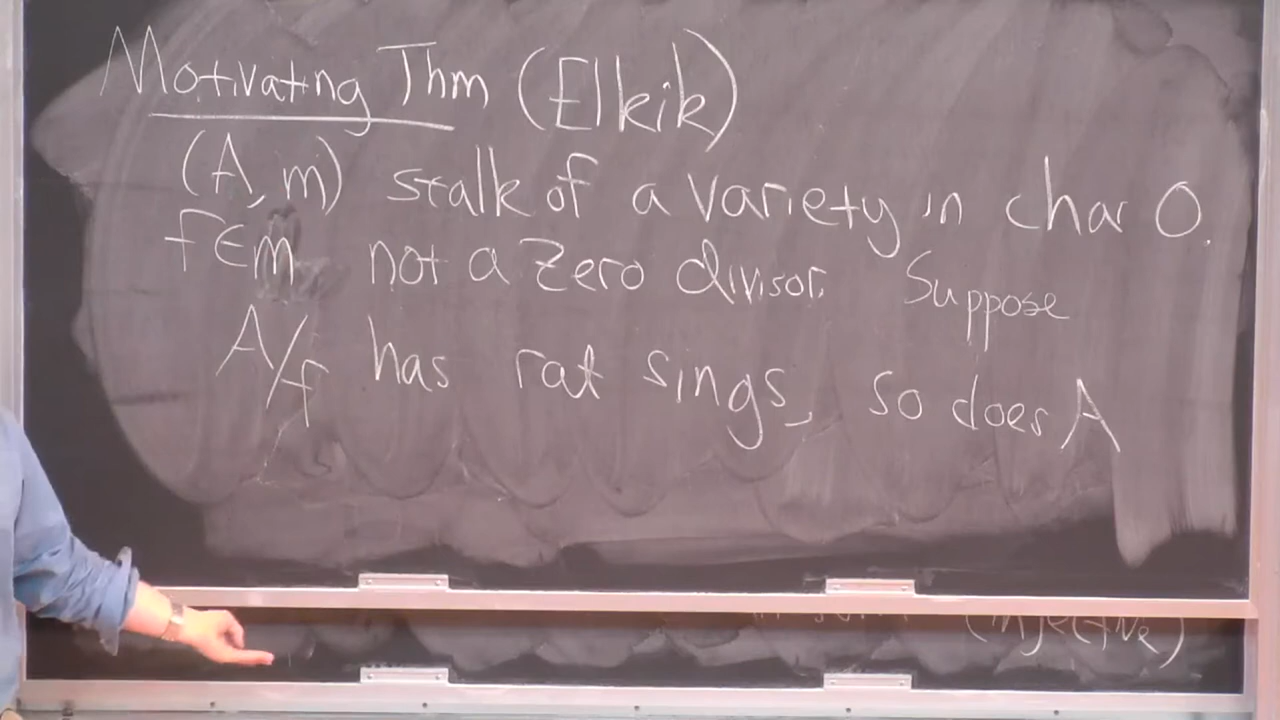 Motivating Thm (Elkik)
(A, m) stalk of a variety in char 0.
f ∈ m not a zero divisor. Suppose
A/f has rat sings, so does A
(injective)